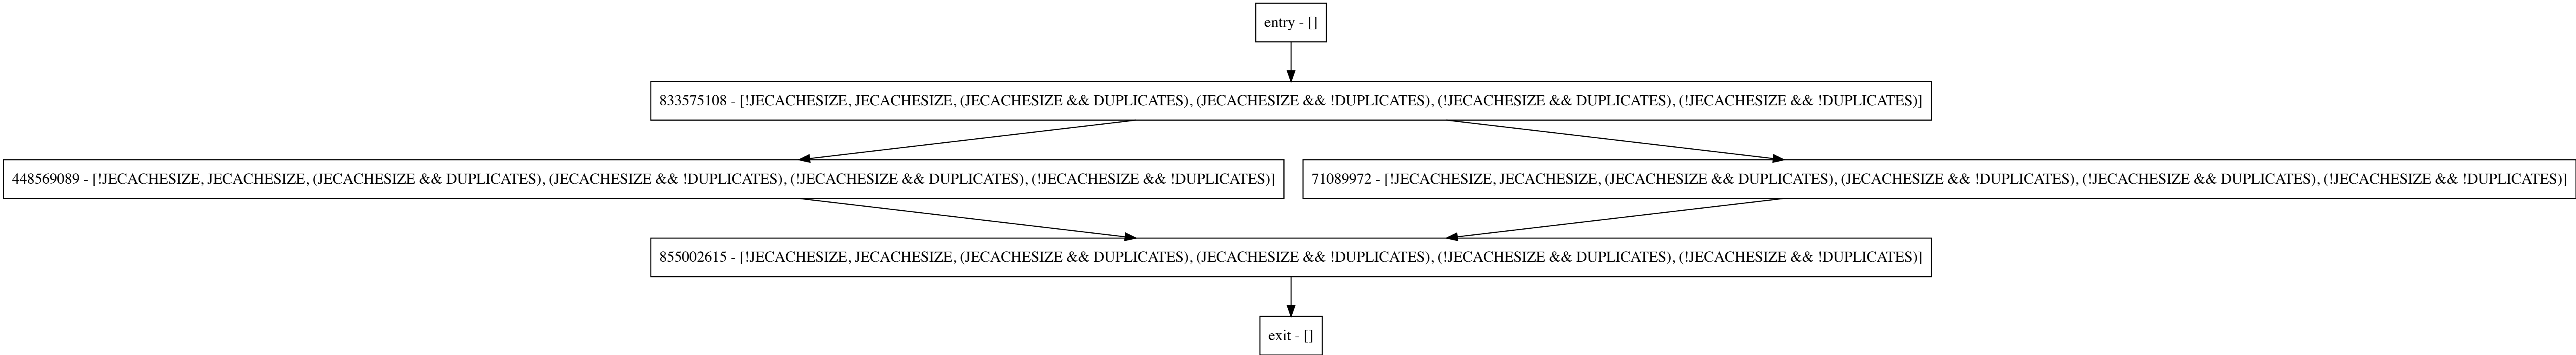 entry - []
833575108 - [!JECACHESIZE, JECACHESIZE, (JECACHESIZE && DUPLICATES), (JECACHESIZE && !DUPLICATES), (!JECACHESIZE && DUPLICATES), (!JECACHESIZE && !DUPLICATES)]
448569089 - [!JECACHESIZE, JECACHESIZE, (JECACHESIZE && DUPLICATES), (JECACHESIZE && !DUPLICATES), (!JECACHESIZE && DUPLICATES), (!JECACHESIZE && !DUPLICATES)]
71089972 - [!JECACHESIZE, JECACHESIZE, (JECACHESIZE && DUPLICATES), (JECACHESIZE && !DUPLICATES), (!JECACHESIZE && DUPLICATES), (!JECACHESIZE && !DUPLICATES)]
855002615 - [!JECACHESIZE, JECACHESIZE, (JECACHESIZE && DUPLICATES), (JECACHESIZE && !DUPLICATES), (!JECACHESIZE && DUPLICATES), (!JECACHESIZE && !DUPLICATES)]
exit - []